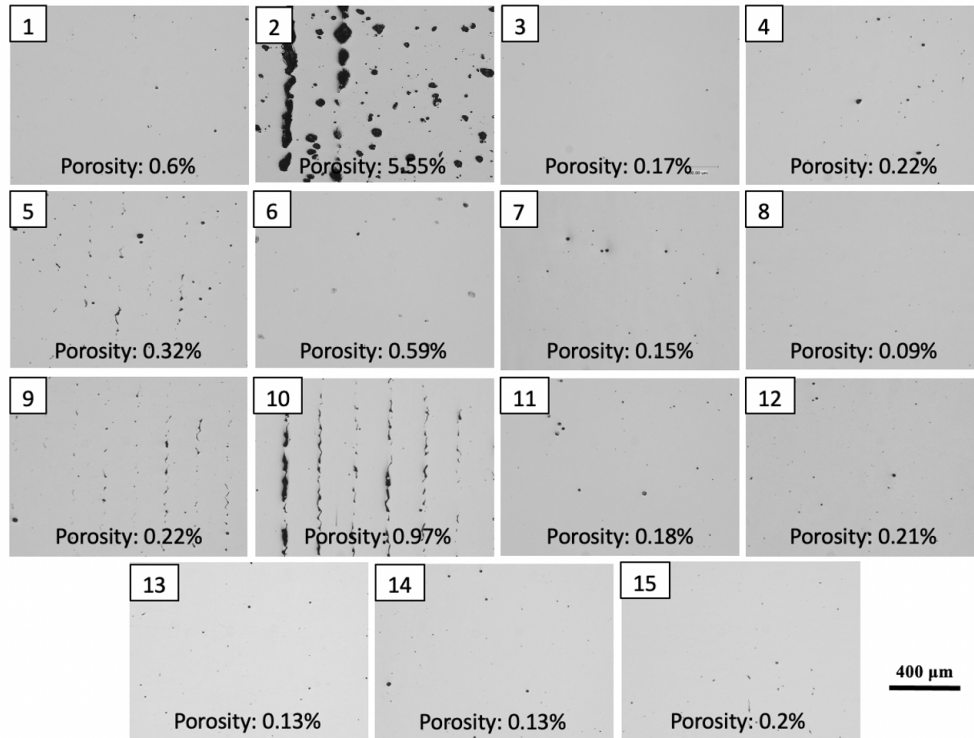 1
Porosity: 0.6%
2
Porosity: 5.55%
3
Porosity: 0.17%
4
Porosity: 0.22%
5
Porosity: 0.32%
6
Porosity: 0.59%
7
Porosity: 0.15%
8
Porosity: 0.09%
9
Porosity: 0.22%
10
Porosity: 0.97%
11
Porosity: 0.18%
12
Porosity: 0.21%
13
Porosity: 0.13%
14
Porosity: 0.13%
15
Porosity: 0.2%
400 μm